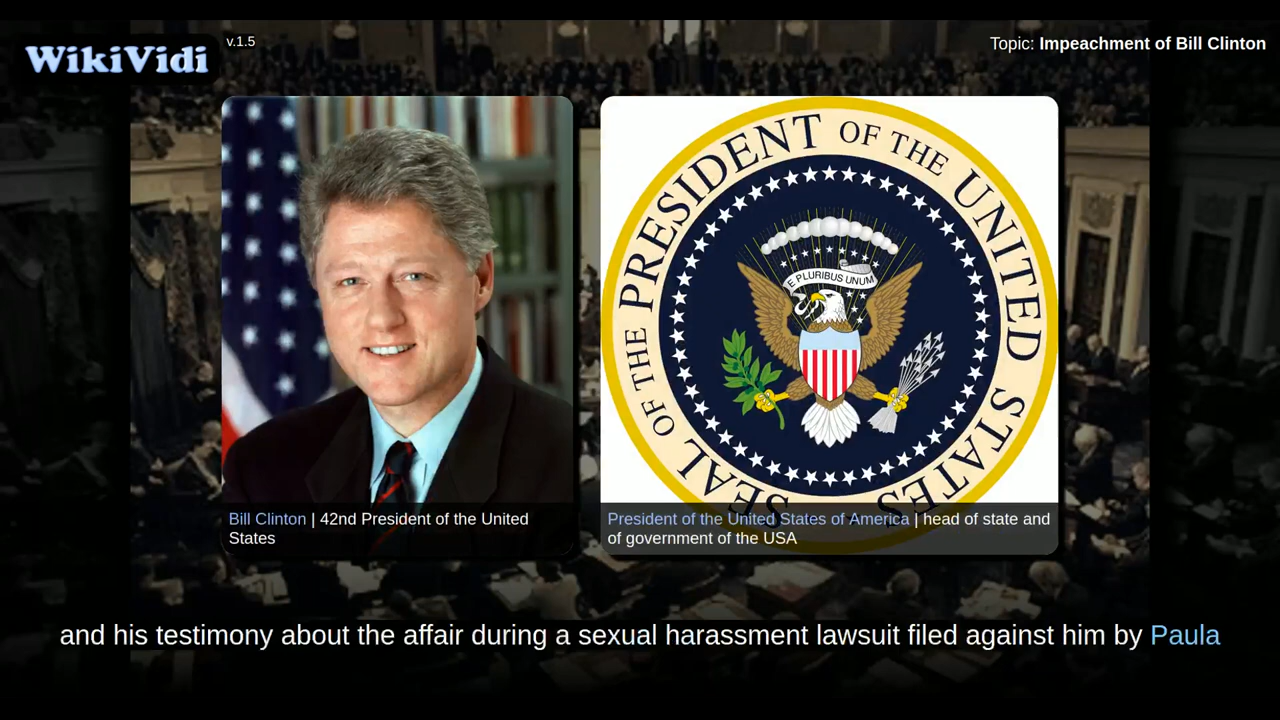 WikiVidi
v.1.5
Topic: Impeachment of Bill Clinton
SEAL OF THE PRESIDENT OF THE UNITED STATES
E PLURIBUS UNUM
Bill Clinton | 42nd President of the United
States
President of the United States of America | head of state and
of government of the USA
and his testimony about the affair during a sexual harassment lawsuit filed against him by Paula